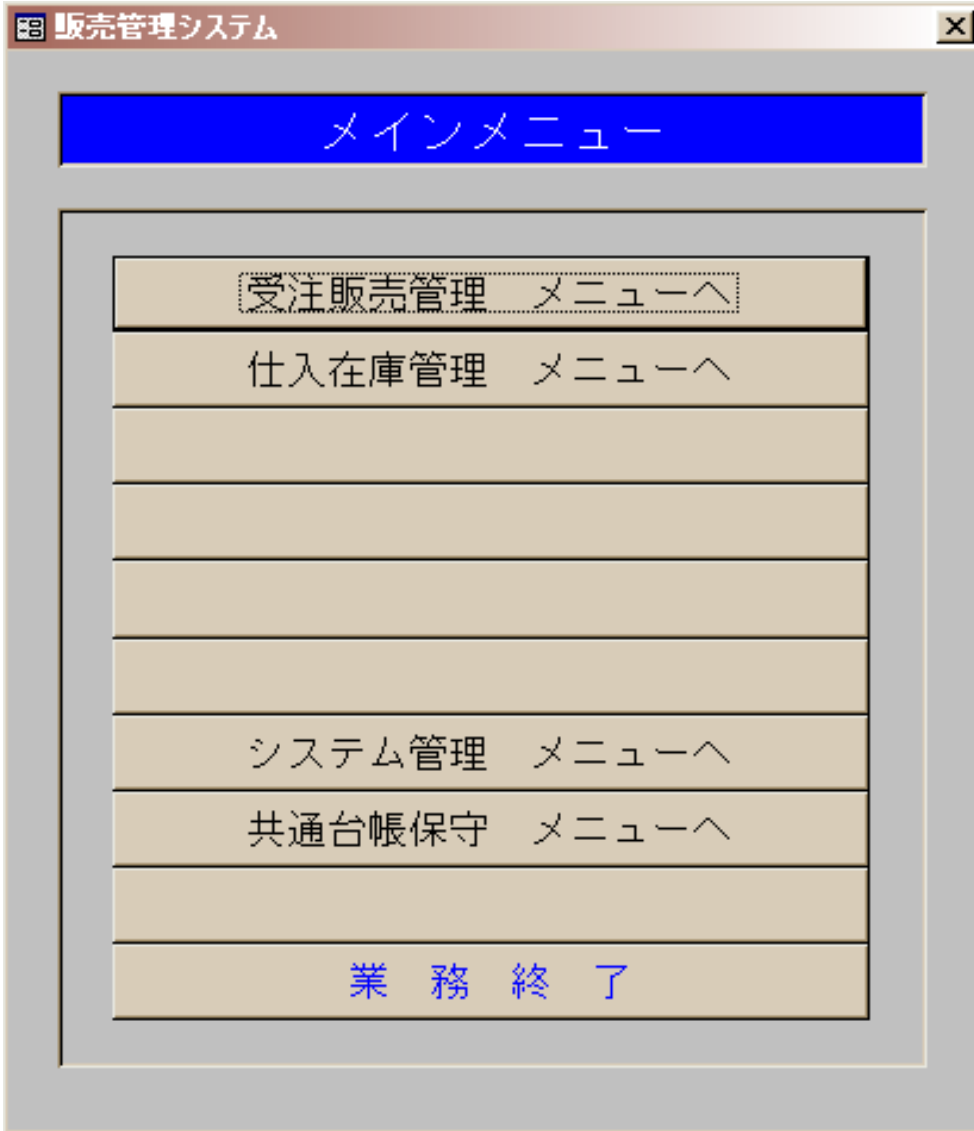 販売管理システム
メインメニュー
受注販売管理　メニューへ
仕入在庫管理　メニューへ
システム管理　メニューへ
共通台帳保守　メニューへ
業　務　終　了